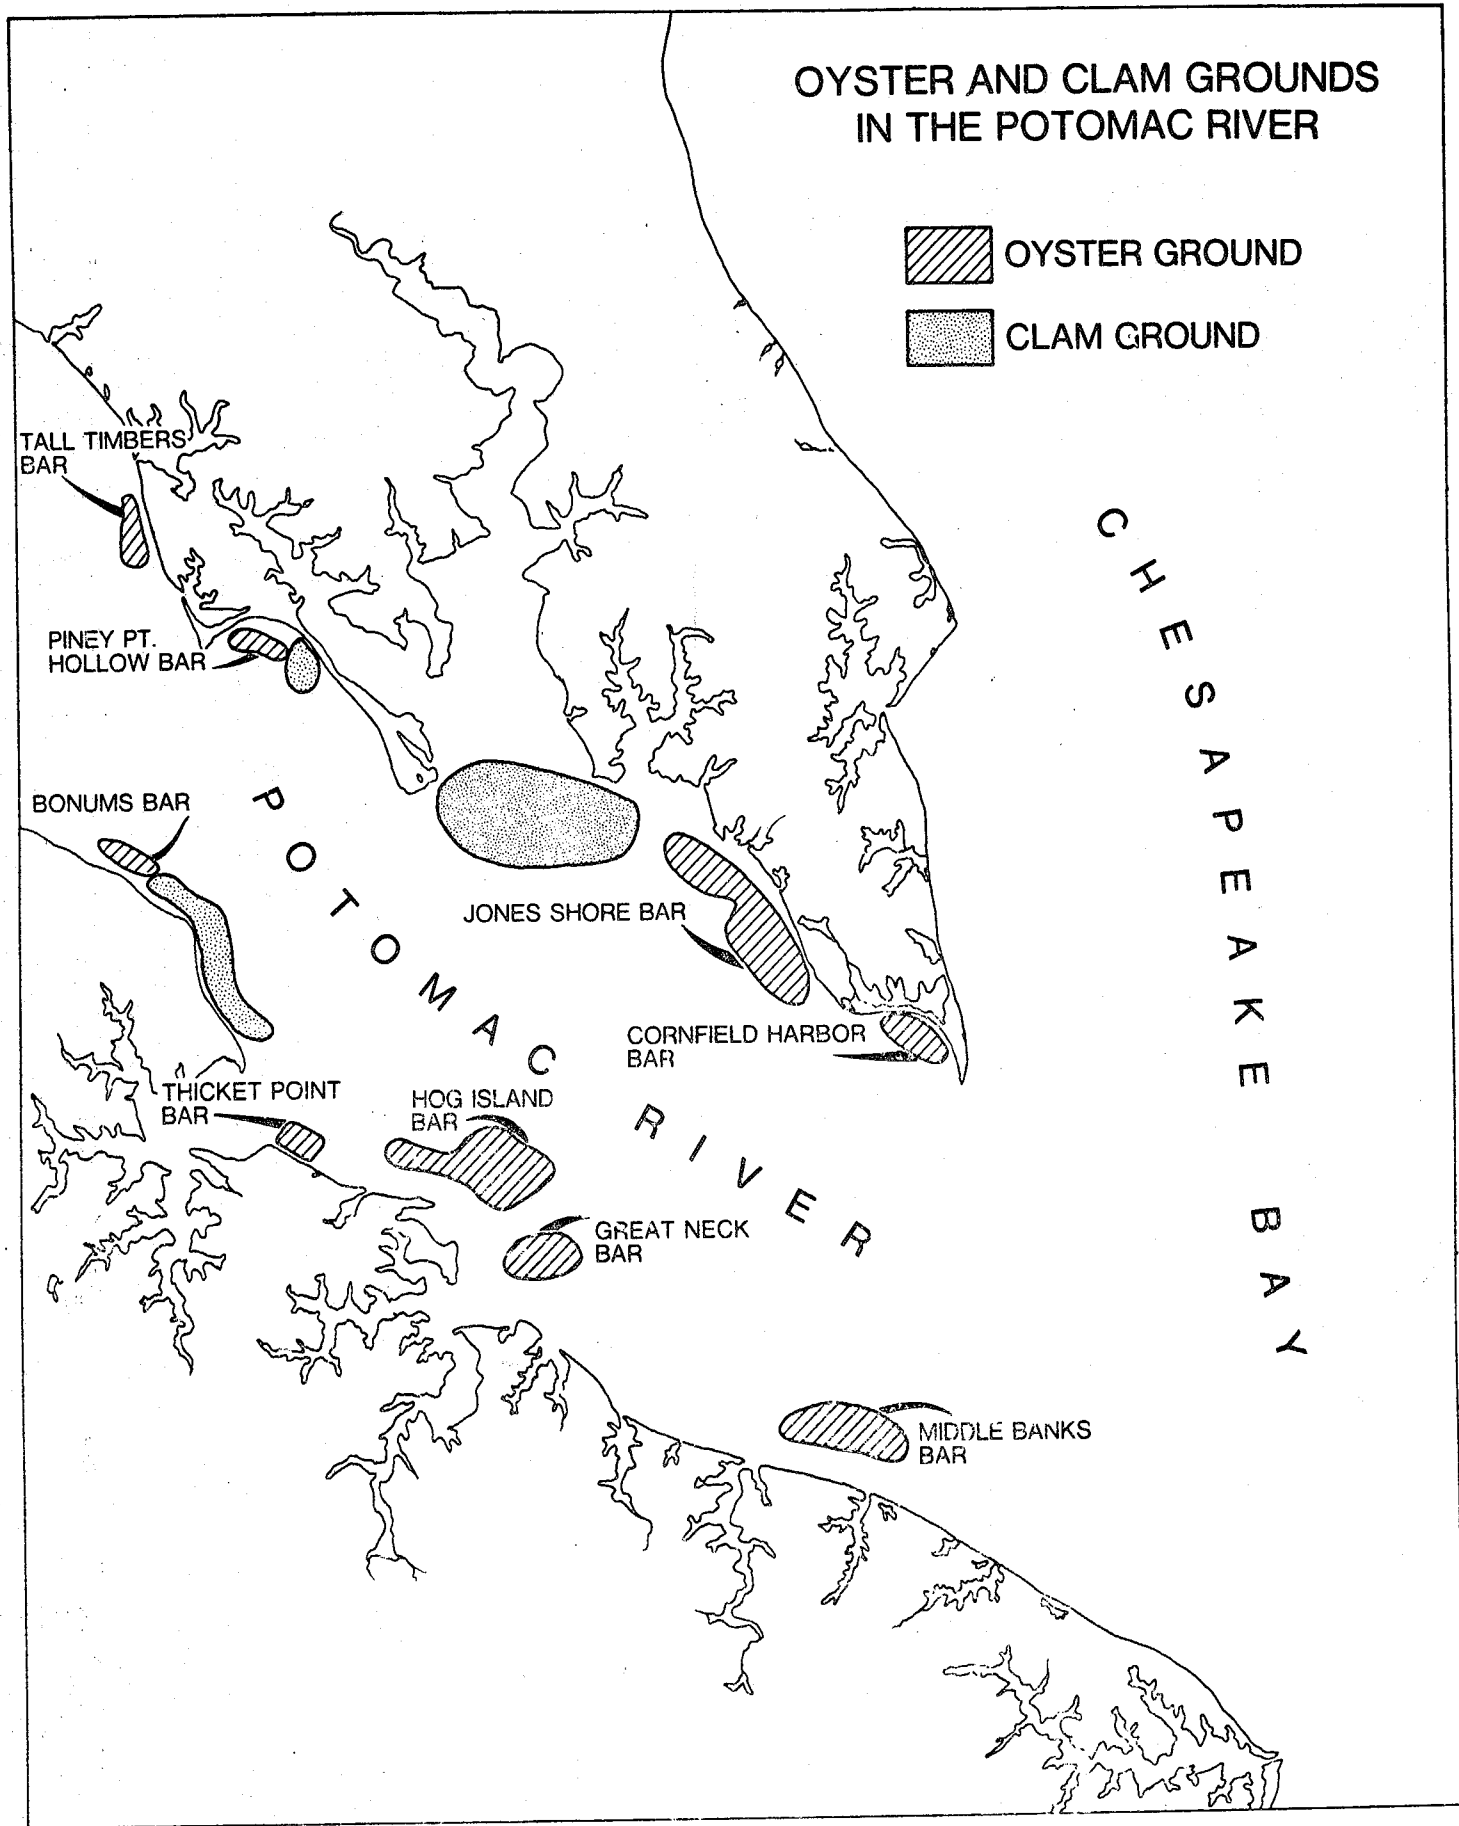 OYSTER AND CLAM GROUNDS
IN THE POTOMAC RIVER
OYSTER GROUND
CLAM GROUND
TALL TIMBERS
BAR
PINEY PT.
HOLLOW BAR
BONUMS BAR
JONES SHORE BAR
CORNFIELD HARBOR
BAR
THICKET POINT
BAR
HOG ISLAND
BAR
GREAT NECK
BAR
MIDDLE BANKS
BAR
POTOMAC RIVER
CHESAPEAKE BAY